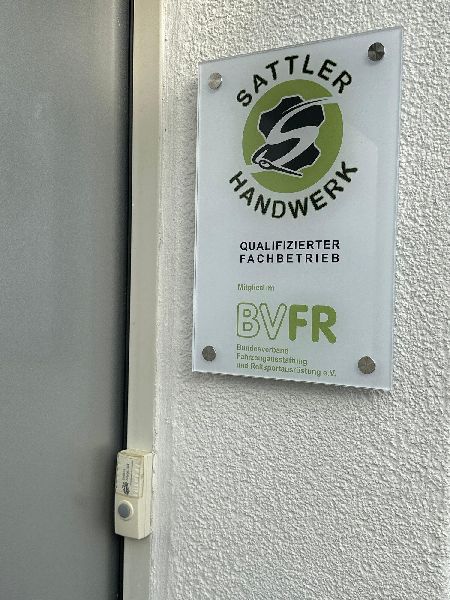 SATTLER
HANDWERK
QUALIFIZIERTER
FACHBETRIEB
Mitglied im
BVFR
Bundesverband
Fahrzeugausstattung
und Reitsportausrüstung e.V.